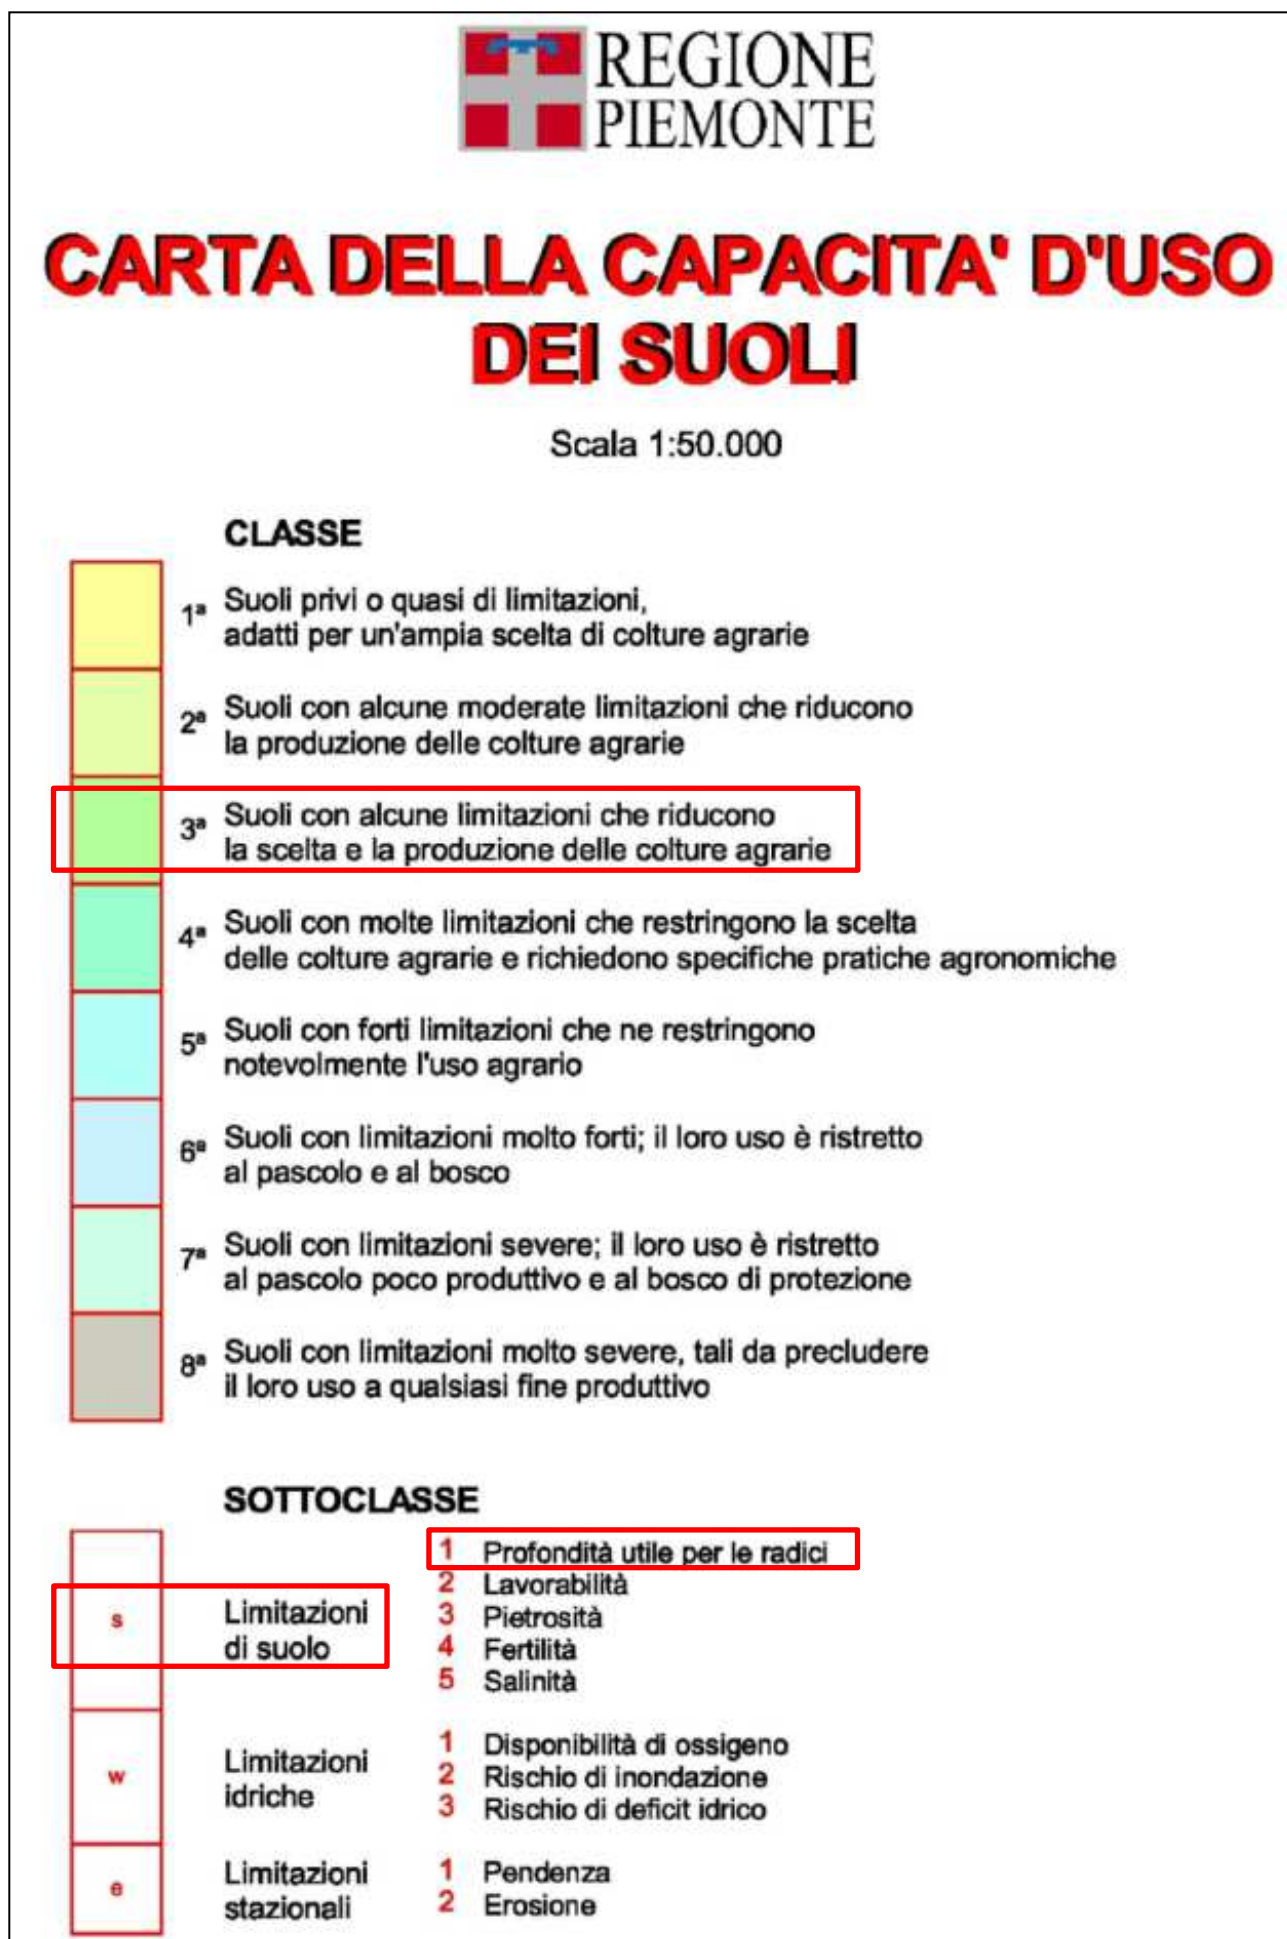 REGIONE
PIEMONTE
CARTA DELLA CAPACITA' D'USO
DEI SUOLI
Scala 1:50.000
CLASSE
1ª Suoli privi o quasi di limitazioni,
adatti per un'ampia scelta di colture agrarie
2ª Suoli con alcune moderate limitazioni che riducono
la produzione delle colture agrarie
3ª Suoli con alcune limitazioni che riducono
la scelta e la produzione delle colture agrarie
4ª Suoli con molte limitazioni che restringono la scelta
delle colture agrarie e richiedono specifiche pratiche agronomiche
5ª Suoli con forti limitazioni che ne restringono
notevolmente l'uso agrario
6ª Suoli con limitazioni molto forti; il loro uso è ristretto
al pascolo e al bosco
7ª Suoli con limitazioni severe; il loro uso è ristretto
al pascolo poco produttivo e al bosco di protezione
8ª Suoli con limitazioni molto severe, tali da precludere
il loro uso a qualsiasi fine produttivo
SOTTOCLASSE
s Limitazioni
di suolo
1 Profondità utile per le radici
2 Lavorabilità
3 Pietrosità
4 Fertilità
5 Salinità
w Limitazioni
idriche
1 Disponibilità di ossigeno
2 Rischio di inondazione
3 Rischio di deficit idrico
e Limitazioni
stazionali
1 Pendenza
2 Erosione